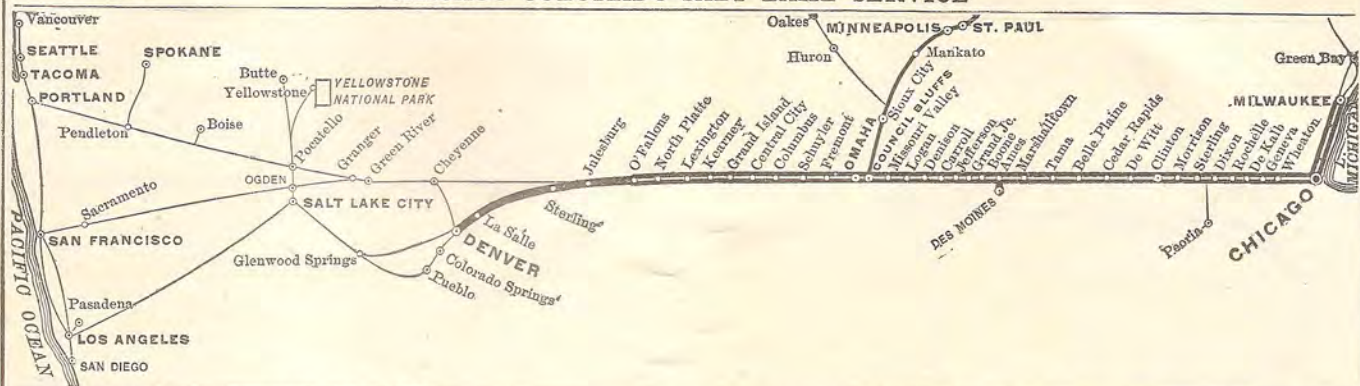 SALT LAKE SERVICE
Vancouver
SEATTLE
TACOMA
PORTLAND
SPOKANE
Pendleton
Boise
Butte
Yellowstone
YELLOWSTONE
NATIONAL PARK
Pocatello
Granger
Green River
Cheyenne
OGDEN
SALT LAKE CITY
Sacramento
SAN FRANCISCO
PACIFIC OCEAN
Pasadena
LOS ANGELES
SAN DIEGO
Glenwood Springs
La Salle
DENVER
Colorado Springs
Pueblo
Sterling
Julesburg
O'Fallons
North Platte
Lexington
Kearney
Grand Island
Central City
Columbus
Schuyler
Fremont
OMAHA
COUNCIL BLUFFS
Sioux City
Mankato
MINNEAPOLIS
ST. PAUL
Oakes
Huron
Missouri Valley
Logan
Denison
Carroll
Jefferson
Grand Jc.
Boone
Ames
Marshalltown
DES MOINES
Tama
Belle Plaine
Cedar Rapids
De Witt
Clinton
Morrison
Sterling
Dixon
Rochelle
De Kalb
Geneva
Wheaton
Peoria
CHICAGO
Green Bay
MILWAUKEE